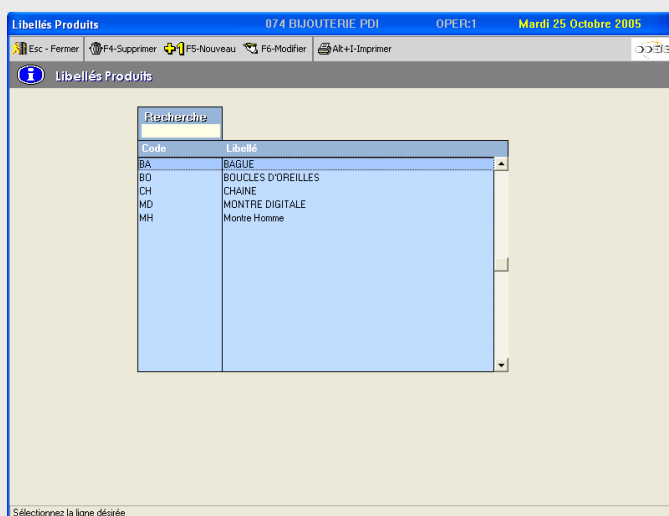 Libellés Produits 074 BIJOUTERIE PDI OPER:1 Mardi 25 Octobre 2005
Esc - Fermer F4-Supprimer F5-Nouveau F6-Modifier Alt+I-Imprimer
Libellés Produits
Recherche
Code Libellé
BA BAGUE
BO BOUCLES D'OREILLES
CH CHAINE
MD MONTRE DIGITALE
MH Montre Homme
Sélectionnez la ligne désirée